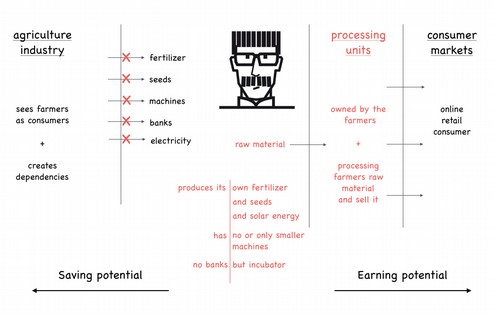 agriculture
industry
sees farmers
as consumers
+
creates
dependencies
fertilizer
seeds
machines
banks
electricity
raw material
produces its own fertilizer
and seeds
and solar energy
has no or only smaller
machines
no banks but incubator
processing
units
owned by the
farmers
+
processing
farmers raw
material
and sell it
consumer
markets
online
retail
consumer
Saving potential
Earning potential